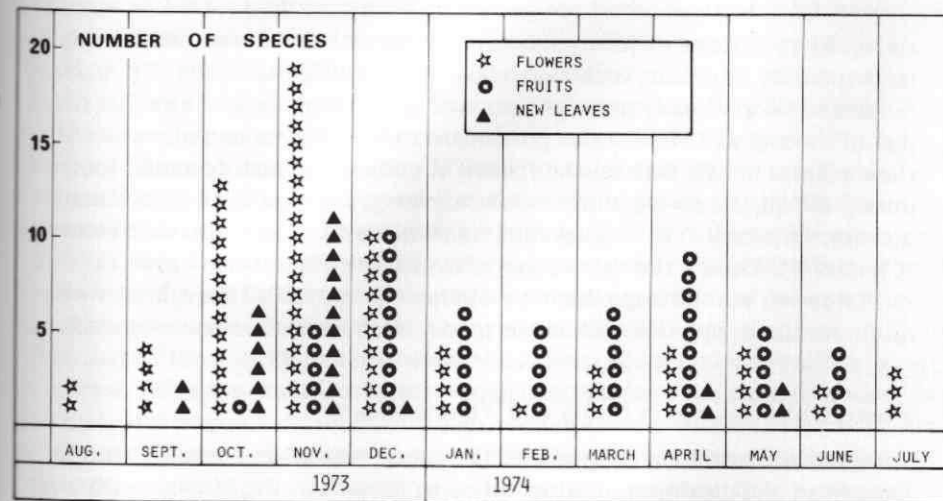 20
NUMBER OF SPECIES
FLOWERS
FRUITS
NEW LEAVES
15
10
5
AUG. SEPT. OCT. NOV. DEC. JAN. FEB. MARCH APRIL MAY JUNE JULY
1973 1974